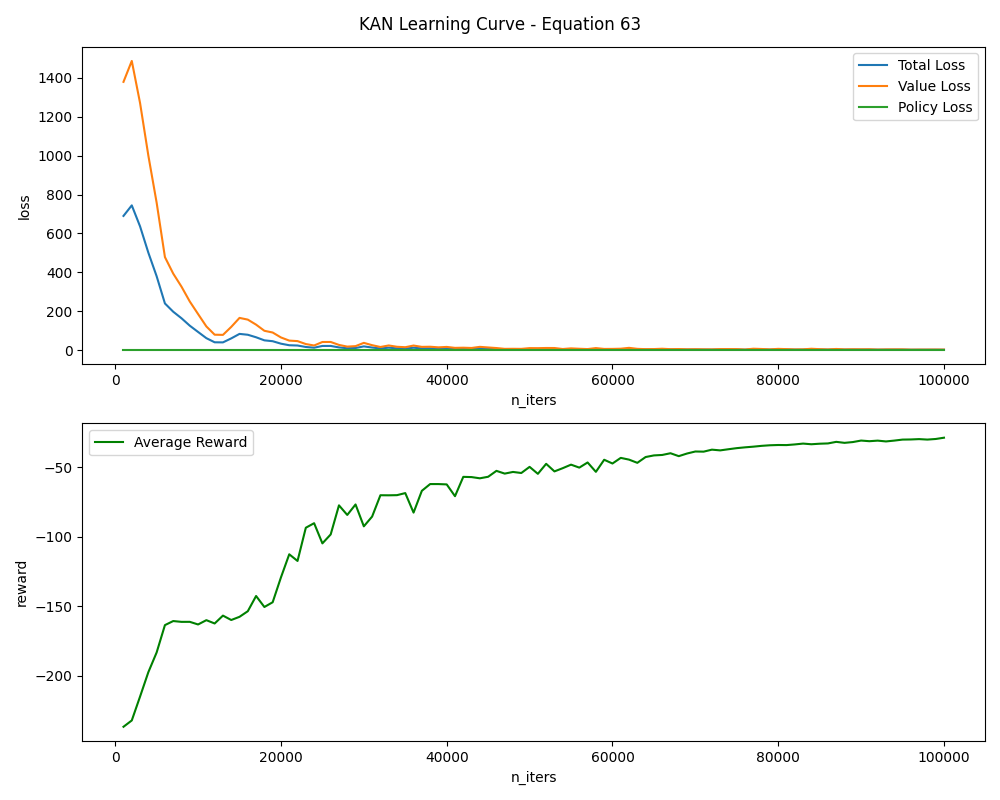 KAN Learning Curve - Equation 63
1400
1200
1000
800
600
400
200
0
loss
Total Loss
Value Loss
Policy Loss
0 20000 40000 60000 80000 100000
n_iters
−50
−100
−150
−200
reward
Average Reward
0 20000 40000 60000 80000 100000
n_iters